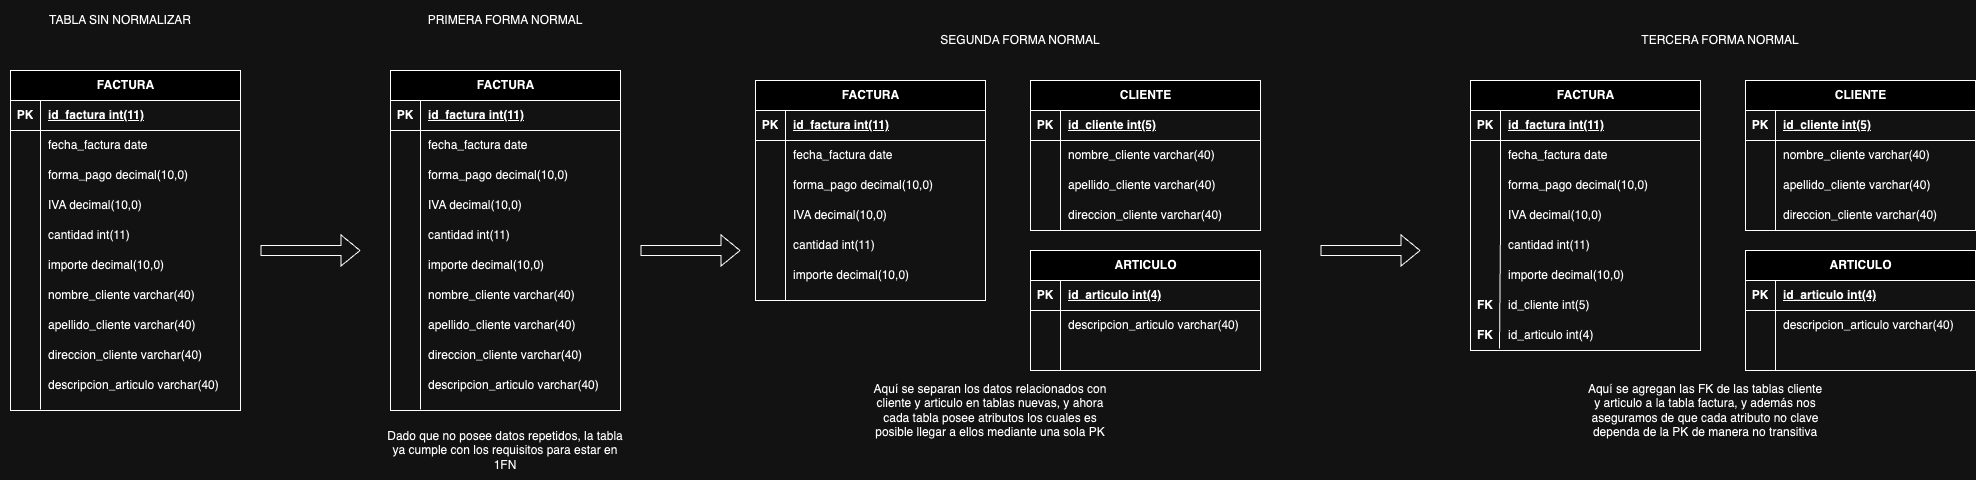 TABLA SIN NORMALIZAR
FACTURA
PK id_factura int(11)
fecha_factura date
forma_pago decimal(10,0)
IVA decimal(10,0)
cantidad int(11)
importe decimal(10,0)
nombre_cliente varchar(40)
apellido_cliente varchar(40)
direccion_cliente varchar(40)
descripcion_articulo varchar(40)
PRIMERA FORMA NORMAL
FACTURA
PK id_factura int(11)
fecha_factura date
forma_pago decimal(10,0)
IVA decimal(10,0)
cantidad int(11)
importe decimal(10,0)
nombre_cliente varchar(40)
apellido_cliente varchar(40)
direccion_cliente varchar(40)
descripcion_articulo varchar(40)
Dado que no posee datos repetidos, la tabla
ya cumple con los requisitos para estar en
1FN
SEGUNDA FORMA NORMAL
FACTURA
PK id_factura int(11)
fecha_factura date
forma_pago decimal(10,0)
IVA decimal(10,0)
cantidad int(11)
importe decimal(10,0)
CLIENTE
PK id_cliente int(5)
nombre_cliente varchar(40)
apellido_cliente varchar(40)
direccion_cliente varchar(40)
ARTICULO
PK id_articulo int(4)
descripcion_articulo varchar(40)
Aquí se separan los datos relacionados con
cliente y articulo en tablas nuevas, y ahora
cada tabla posee atributos los cuales es
posible llegar a ellos mediante una sola PK
TERCERA FORMA NORMAL
FACTURA
PK id_factura int(11)
fecha_factura date
forma_pago decimal(10,0)
IVA decimal(10,0)
cantidad int(11)
importe decimal(10,0)
FK id_cliente int(5)
FK id_articulo int(4)
CLIENTE
PK id_cliente int(5)
nombre_cliente varchar(40)
apellido_cliente varchar(40)
direccion_cliente varchar(40)
ARTICULO
PK id_articulo int(4)
descripcion_articulo varchar(40)
Aquí se agregan las FK de las tablas cliente
y articulo a la tabla factura, y además nos
aseguramos de que cada atributo no clave
dependa de la PK de manera no transitiva